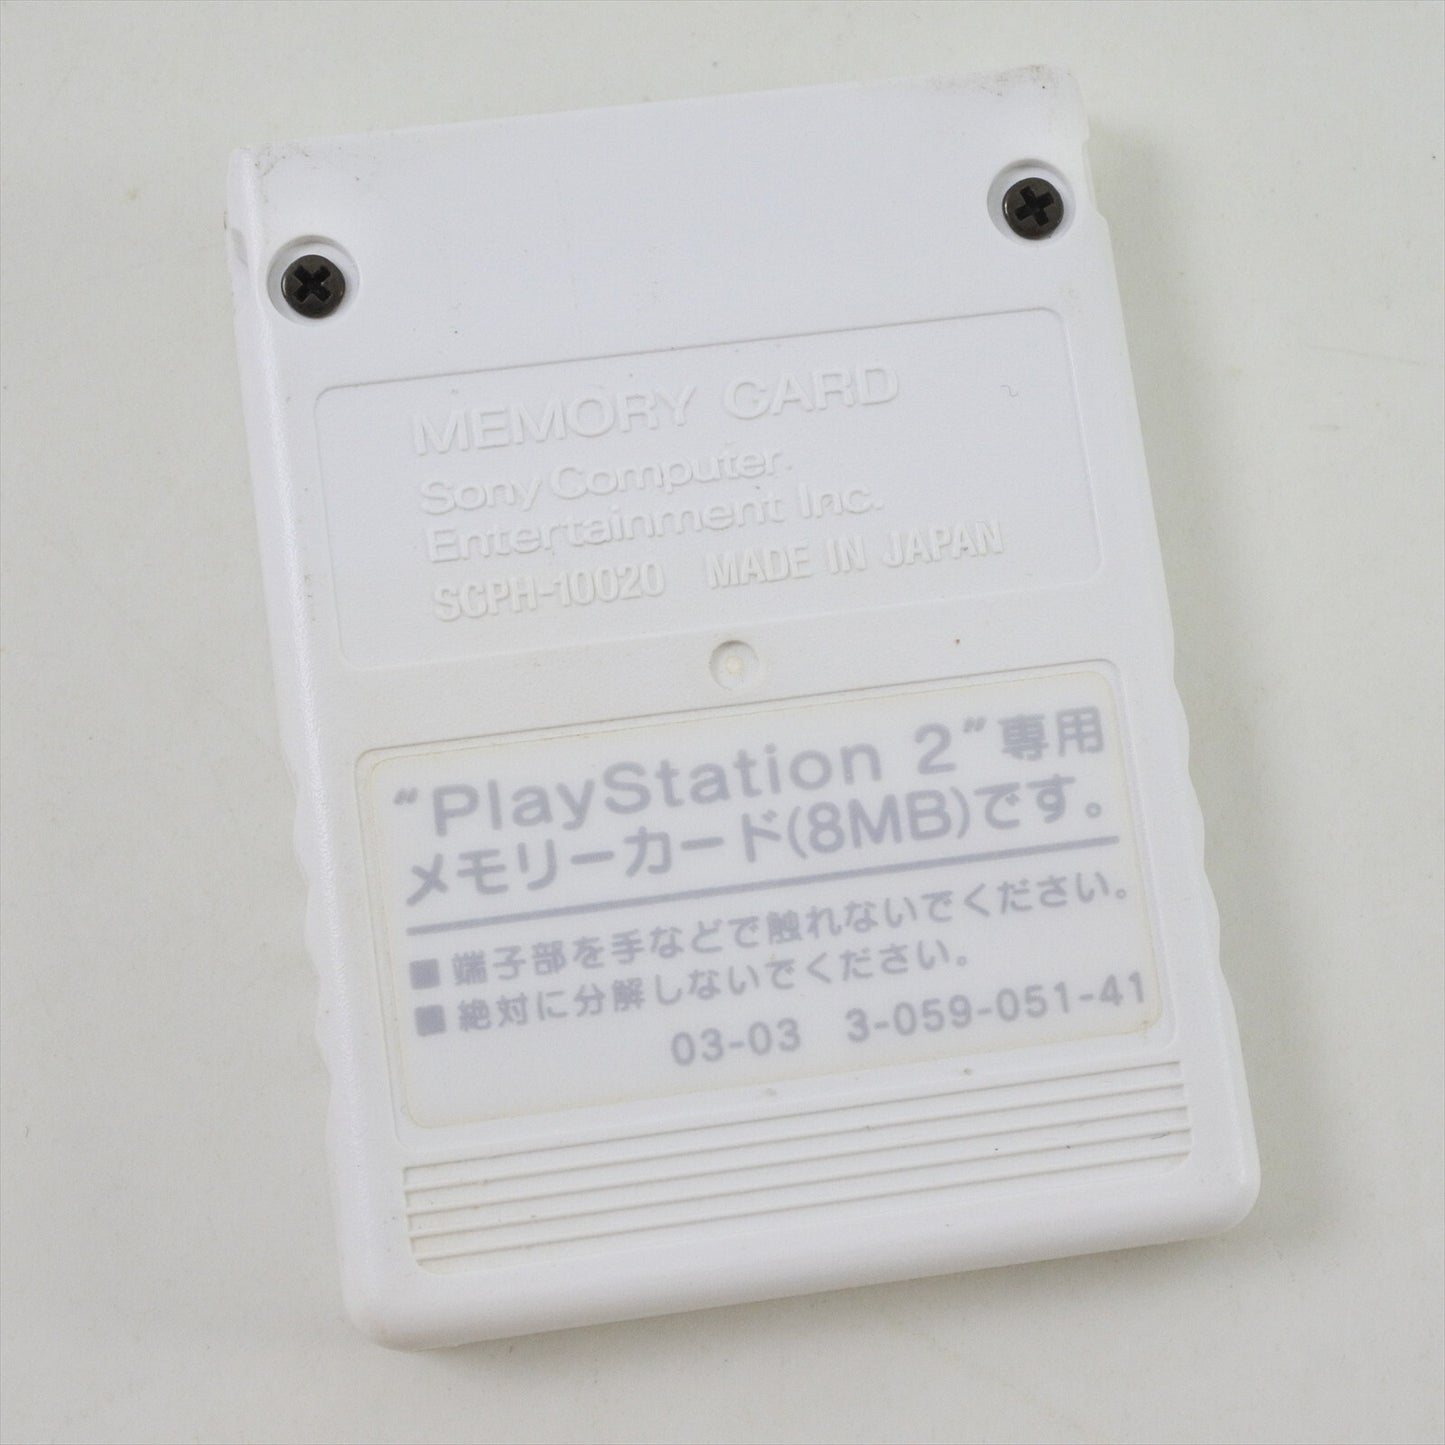 MEMORY CARD
Sony Computer
Entertainment Inc.
SCPH-10020 MADE IN JAPAN
“PlayStation 2”専用
メモリーカード(8MB)です。
■端子部を手などで触れないでください。
■絶対に分解しないでください。
03-03 3-059-051-41